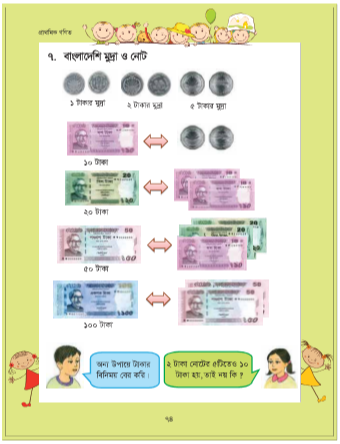 প্রাথমিক গণিত
৭. বাংলাদেশি মুদ্রা ও নোট
১ টাকার মুদ্রা ২ টাকার মুদ্রা ৫ টাকার মুদ্রা
১০ টাকা
২০ টাকা
৫০ টাকা
১০০ টাকা
অন্য উপায়ে টাকার
বিনিময় বের করি।
২ টাকা নোটের ৫টিতেও ১০
টাকা হয়, তাই নয় কি ?
৭৪